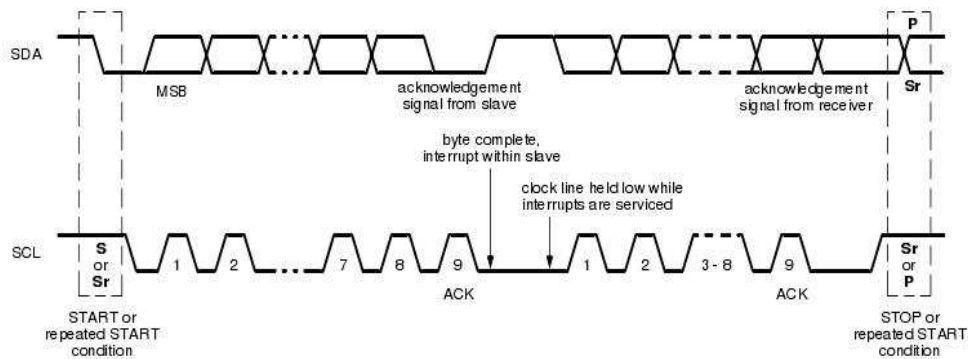 P
SDA
MSB
acknowledgement
signal from slave
acknowledgement
signal from receiver
Sr
byte complete,
interrupt within slave
clock line held low while
interrupts are serviced
SCL
S
or
Sr
1
2
7
8
9
1
2
3 - 8
9
Sr
or
P
ACK
ACK
START or
repeated START
condition
STOP or
repeated START
condition